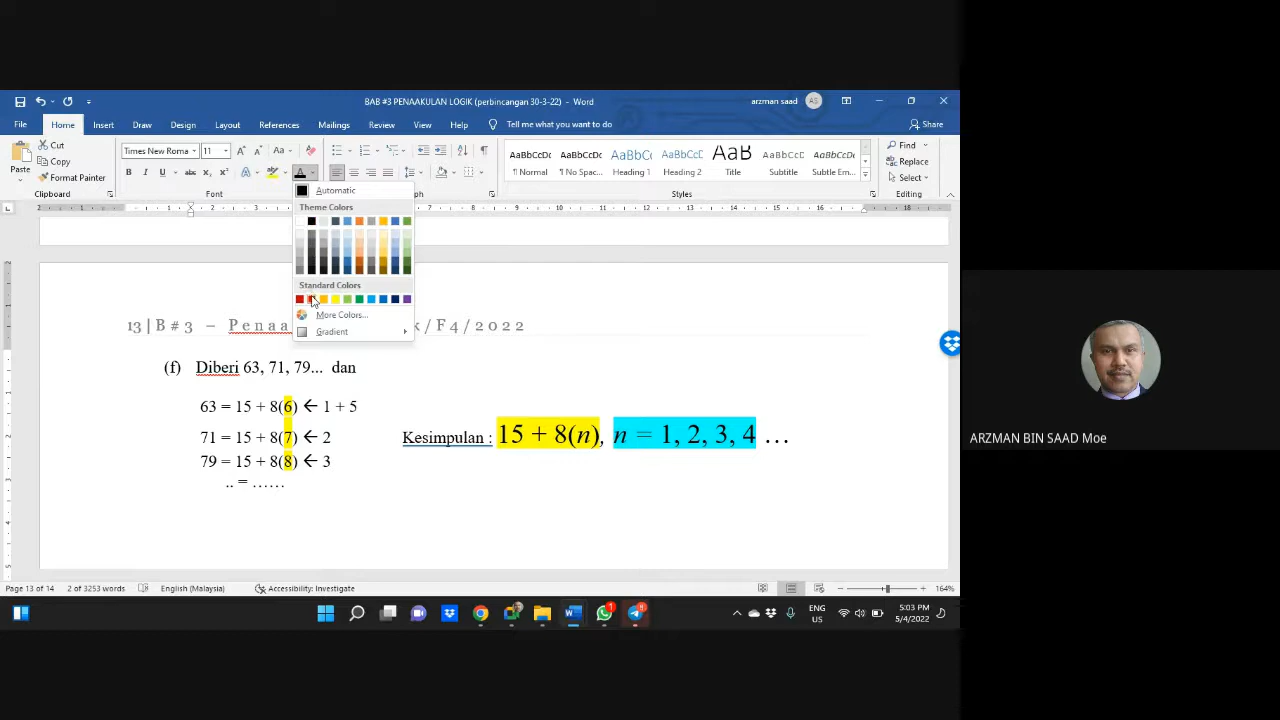 BAB #3 PENAAKULAN LOGIK (perbincangan 30-3-22) - Word
arzman saad
AS
File Home Insert Draw Design Layout References Mailings Review View Help Tell me what you want to do
Share
Paste
Cut
Copy
Format Painter
Clipboard
Times New Roma 11
Font
AaBbCcDc AaBbCcDc AaBbCc AaBbCcD AaB AaBbCcD AaBbCcD
¶ Normal ¶ No Spac... Heading 1 Heading 2 Title Subtitle Subtle Em...
Styles
Find
Replace
Select
Editing
Automatic
Theme Colors
Standard Colors
More Colors...
Gradient
13|B#3 – Penaa k/F4/2022
(f) Diberi 63, 71, 79... dan
63 = 15 + 8(6) ← 1 + 5
71 = 15 + 8(7) ← 2
79 = 15 + 8(8) ← 3
.. = ……
Kesimpulan : 15 + 8(n), n = 1, 2, 3, 4 …
ARZMAN BIN SAAD Moe
Page 13 of 14 2 of 3253 words English (Malaysia) Accessibility: Investigate
164%
ENG
US
5:03 PM
5/4/2022